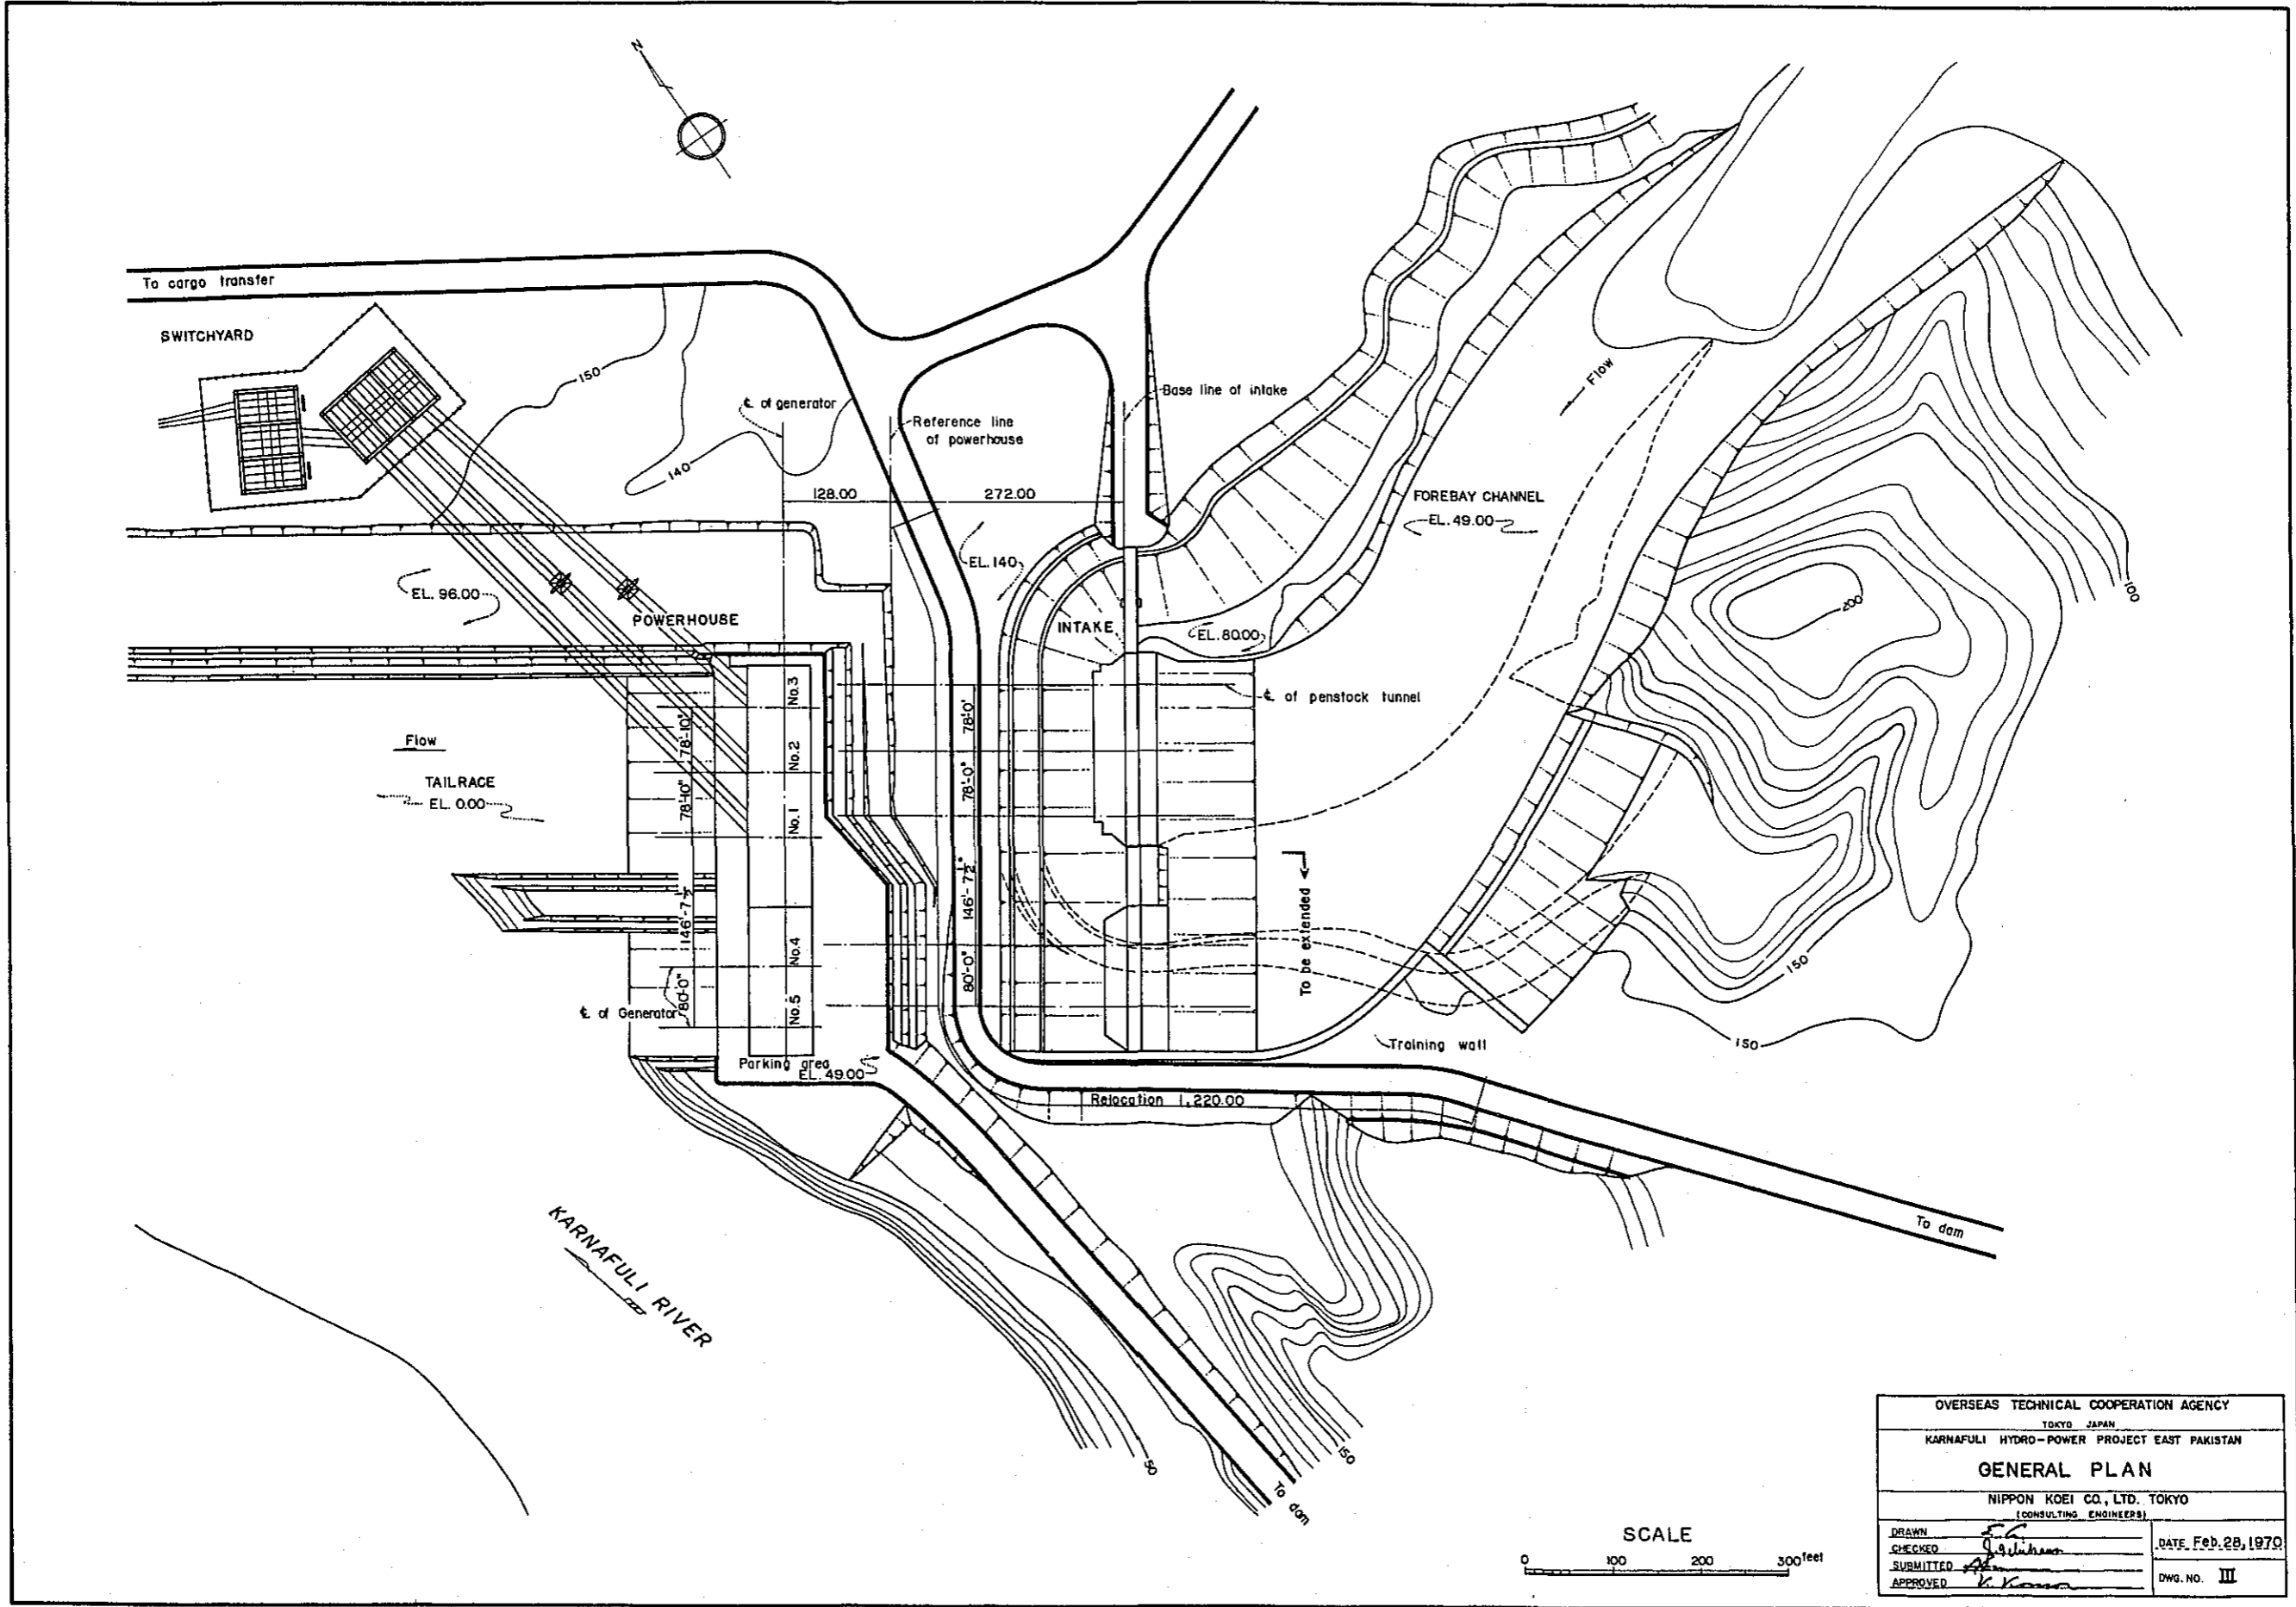 N
To cargo transfer
SWITCHYARD
150
℄ of generator
Reference line
of powerhouse
Base line of intake
Flow
140
128.00
272.00
FOREBAY CHANNEL
EL. 49.00
EL. 140
EL. 96.00
POWERHOUSE
INTAKE
EL. 80.00
200
100
No.3
℄ of penstock tunnel
78'-10"
78'-0"
No.2
Flow
TAILRACE
EL. 0.00
78'-10"
78'-0"
No.1
146'-7½"
146'-7½"
To be extended
No.4
80'-0"
80'-0"
No.5
℄ of Generator
150
150
Training wall
Parking area
EL. 49.00
Relocation 1,220.00
To dam
KARNAFULI RIVER
50
150
To dam
SCALE
0 100 200 300 feet
OVERSEAS TECHNICAL COOPERATION AGENCY
TOKYO JAPAN
KARNAFULI HYDRO-POWER PROJECT EAST PAKISTAN
GENERAL PLAN
NIPPON KOEI CO., LTD. TOKYO
(CONSULTING ENGINEERS)
DRAWN
CHECKED
SUBMITTED
APPROVED
DATE Feb. 28, 1970
DWG. NO. III